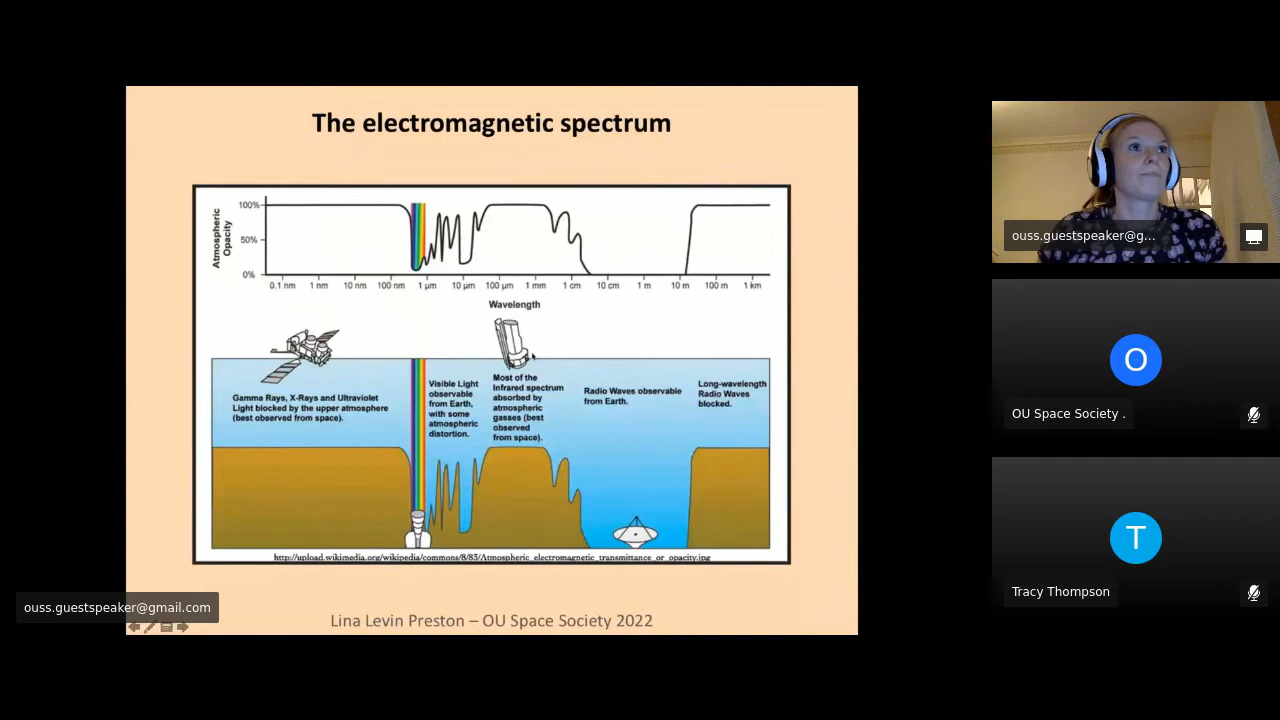 The electromagnetic spectrum
Atmospheric
Opacity
100%
50%
0%
0.1 nm 1 nm 10 nm 100 nm 1 μm 10 μm 100 μm 1 mm 1 cm 10 cm 1 m 10 m 100 m 1 km
Wavelength
Gamma Rays, X-Rays and Ultraviolet
Light blocked by the upper atmosphere
(best observed from space).
Visible Light
observable
from Earth,
with some
atmospheric
distortion.
Most of the
Infrared spectrum
absorbed by
atmospheric
gasses (best
observed
from space).
Radio Waves observable
from Earth.
Long-wavelength
Radio Waves
blocked.
http://upload.wikimedia.org/wikipedia/commons/8/83/Atmospheric_electromagnetic_transmittance_or_opacity.jpg
Lina Levin Preston – OU Space Society 2022
ouss.guestspeaker@gmail.com
ouss.guestspeaker@g...
O
OU Space Society .
T
Tracy Thompson